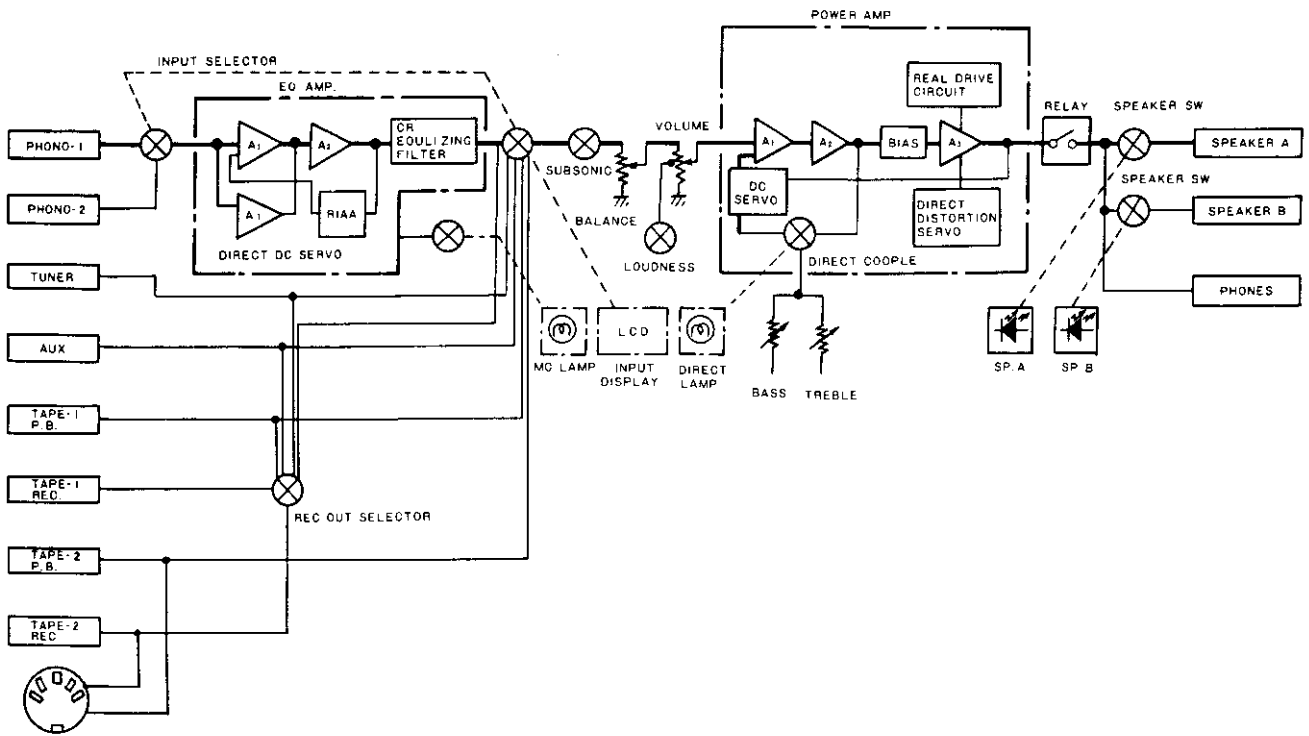 POWER AMP
INPUT SELECTOR
EQ AMP.
REAL DRIVE
CIRCUIT
RELAY
SPEAKER SW
VOLUME
PHONO-1
A1
A2
CR
EOULIZING
FILTER
SUBSONIC
A1
A2
BIAS
A3
SPEAKER A
SPEAKER SW
PHONO-2
A1
RIAA
BALANCE
DC
SERVO
DIRECT
DISTORTION
SERVO
SPEAKER B
DIRECT DC SERVO
LOUDNESS
DIRECT COOPLE
TUNER
PHONES
AUX
LCD
MC LAMP
INPUT
DISPLAY
DIRECT
LAMP
BASS
TREBLE
SP. A
SP. B
TAPE-1
P.B.
TAPE-1
REC.
REC OUT SELECTOR
TAPE-2
P.B.
TAPE-2
REC